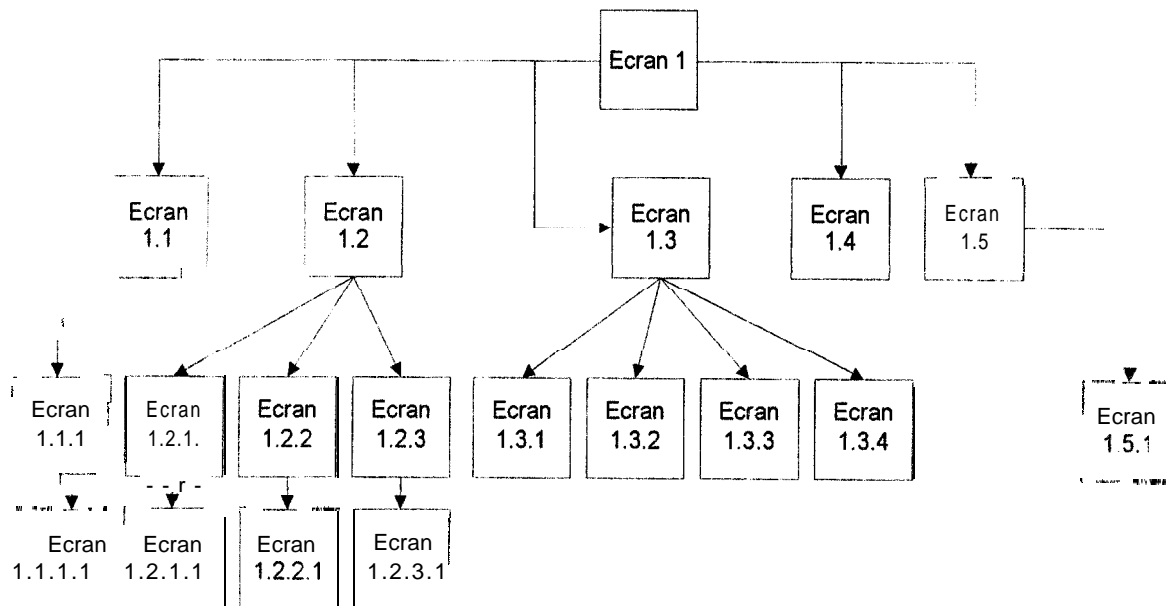 Ecran 1
Ecran
1.1
Ecran
1.2
Ecran
1.3
Ecran
1.4
Ecran
1.5
Ecran
1.1.1
Ecran
1.2.1.
Ecran
1.2.2
Ecran
1.2.3
Ecran
1.3.1
Ecran
1.3.2
Ecran
1.3.3
Ecran
1.3.4
Ecran
1.5.1
Ecran
1.1.1.1
Ecran
1.2.1.1
Ecran
1.2.2.1
Ecran
1.2.3.1